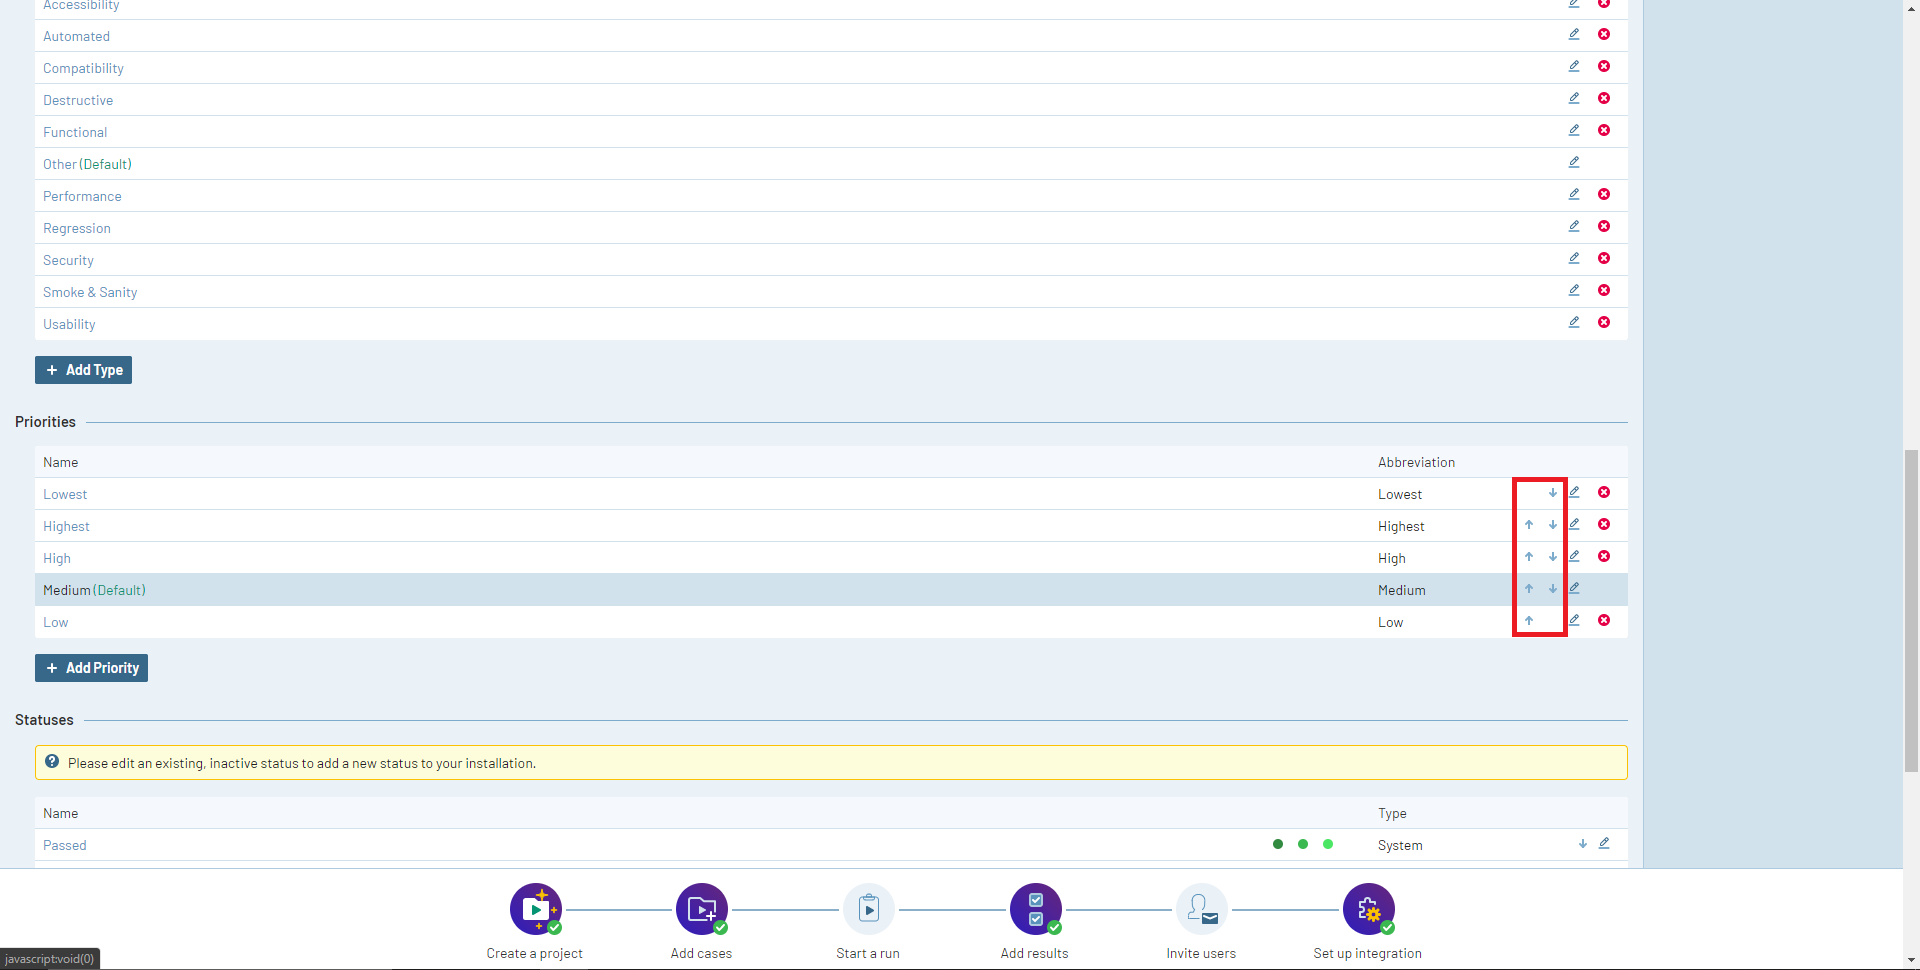 Accessibility
Automated
Compatibility
Destructive
Functional
Other (Default)
Performance
Regression
Security
Smoke & Sanity
Usability
+ Add Type
Priorities
Name Abbreviation
Lowest Lowest
Highest Highest
High High
Medium (Default) Medium
Low Low
+ Add Priority
Statuses
Please edit an existing, inactive status to add a new status to your installation.
Name Type
Passed System
Create a project Add cases Start a run Add results Invite users Set up integration
javascript:void(0)